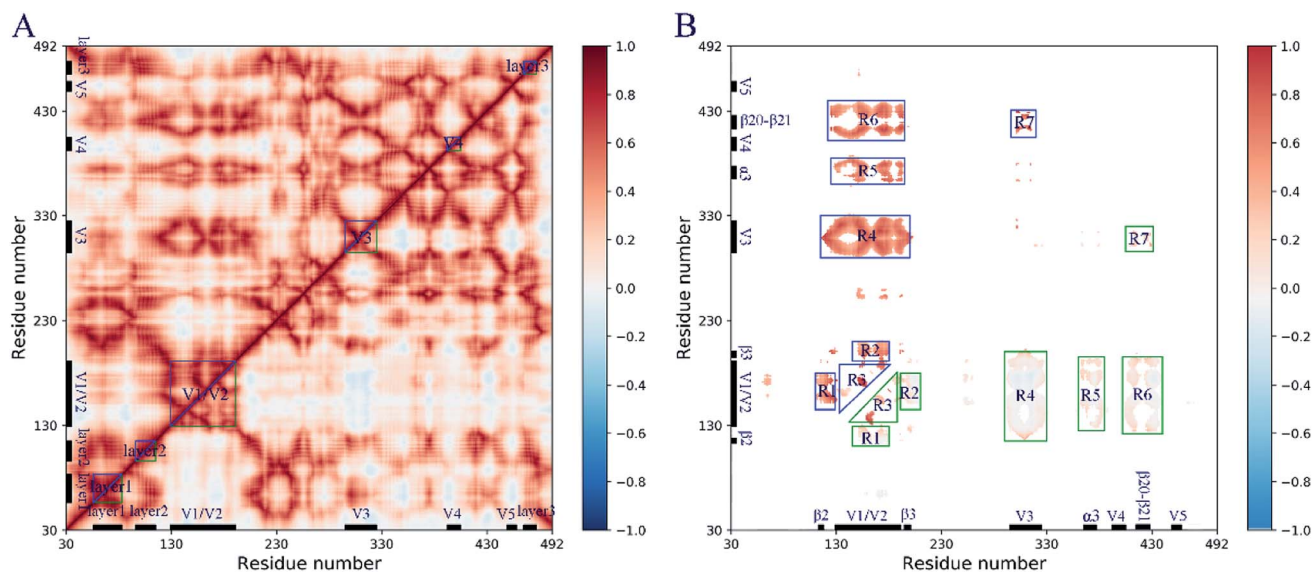 A
B
492
430
330
230
130
30
layer3
V5
V4
V3
V1/V2
layer2
layer1
Residue number
layer3
V4
V3
V1/V2
layer2
layer1
layer1
layer2
V1/V2
V3
V4
V5
layer3
30
130
230
330
430
492
Residue number
1.0
0.8
0.6
0.4
0.2
0.0
−0.2
−0.4
−0.6
−0.8
−1.0
492
430
330
230
130
30
V5
β20-β21
V4
α3
V3
β3
V1/V2
β2
Residue number
R6
R7
R5
R4
R7
R2
R3
R1
R3
R2
R1
R4
R5
R6
β2
V1/V2
β3
V3
α3
V4
β20-β21
V5
30
130
230
330
430
492
Residue number
1.0
0.8
0.6
0.4
0.2
0.0
−0.2
−0.4
−0.6
−0.8
−1.0